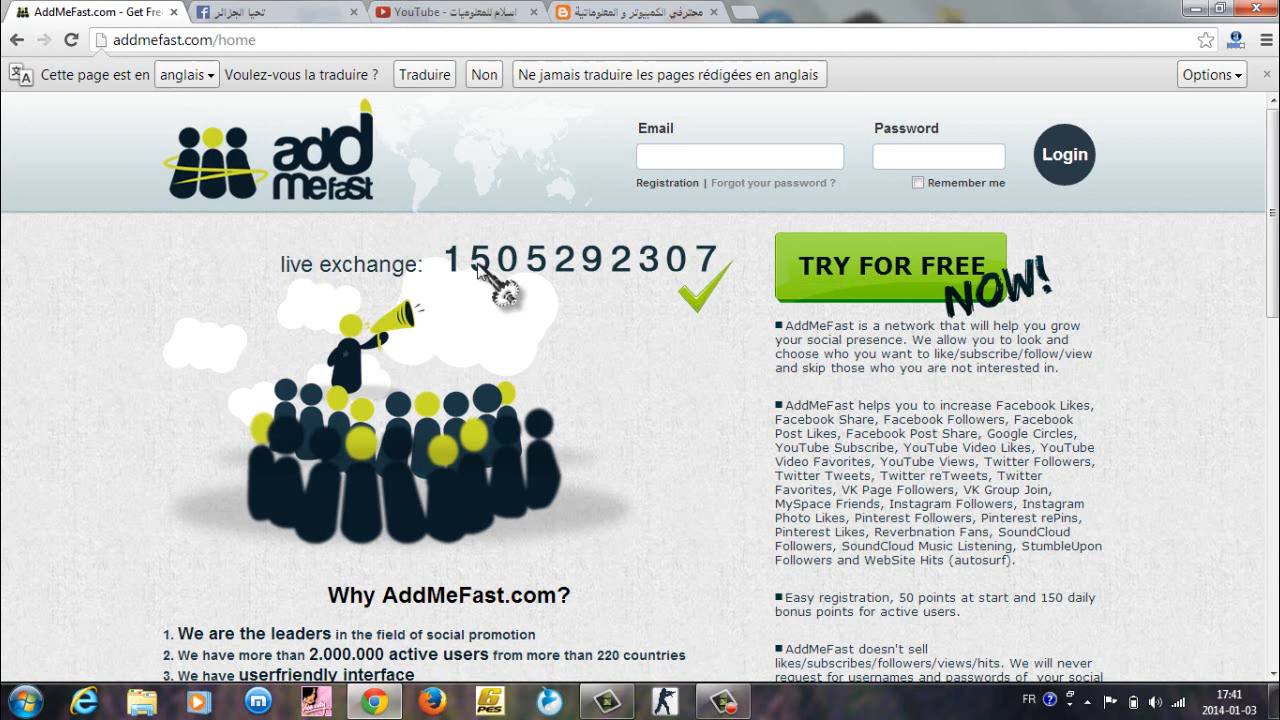 AddMeFast.com - Get Fre
تحيا الجزائر
YouTube - اسلام للمعلوميات
محترفي الكمبيوتر و المعلوماتية
addmefast.com/home
Cette page est en anglais Voulez-vous la traduire ? Traduire Non Ne jamais traduire les pages rédigées en anglais Options
add
mefast
Email
Password
Login
Registration | Forgot your password ?
Remember me
live exchange: 1505292307
TRY FOR FREE
NOW!
AddMeFast is a network that will help you grow
your social presence. We allow you to look and
choose who you want to like/subscribe/follow/view
and skip those who you are not interested in.
AddMeFast helps you to increase Facebook Likes,
Facebook Share, Facebook Followers, Facebook
Post Likes, Facebook Post Share, Google Circles,
YouTube Subscribe, YouTube Video Likes, YouTube
Video Favorites, YouTube Views, Twitter Followers,
Twitter Tweets, Twitter reTweets, Twitter
Favorites, VK Page Followers, VK Group Join,
MySpace Friends, Instagram Followers, Instagram
Photo Likes, Pinterest Followers, Pinterest rePins,
Pinterest Likes, Reverbnation Fans, SoundCloud
Followers, SoundCloud Music Listening, StumbleUpon
Followers and WebSite Hits (autosurf).
Easy registration, 50 points at start and 150 daily
bonus points for active users.
AddMeFast doesn't sell
likes/subscribes/followers/views/hits. We will never
request for usernames and passwords of your social
Why AddMeFast.com?
1. We are the leaders in the field of social promotion
2. We have more than 2.000.000 active users from more than 220 countries
3. We have userfriendly interface
6
PES
FR
17:41
2014-01-03